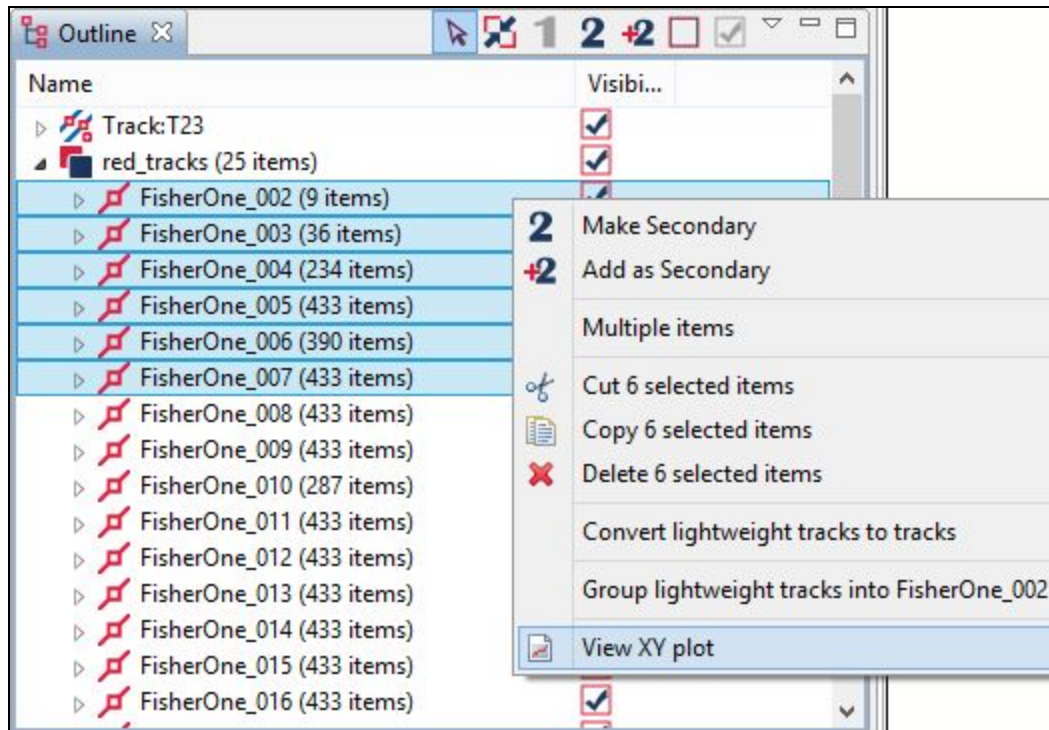 Outline
1 2 +2
Name Visibi...
Track:T23
red_tracks (25 items)
FisherOne_002 (9 items)
FisherOne_003 (36 items)
FisherOne_004 (234 items)
FisherOne_005 (433 items)
FisherOne_006 (390 items)
FisherOne_007 (433 items)
FisherOne_008 (433 items)
FisherOne_009 (433 items)
FisherOne_010 (287 items)
FisherOne_011 (433 items)
FisherOne_012 (433 items)
FisherOne_013 (433 items)
FisherOne_014 (433 items)
FisherOne_015 (433 items)
FisherOne_016 (433 items)
2 Make Secondary
+2 Add as Secondary
Multiple items
Cut 6 selected items
Copy 6 selected items
Delete 6 selected items
Convert lightweight tracks to tracks
Group lightweight tracks into FisherOne_002
View XY plot